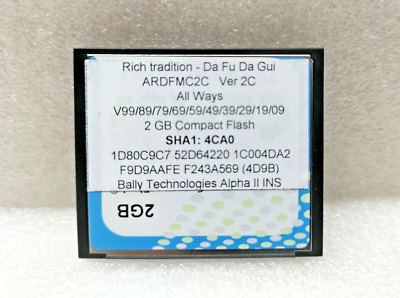 Rich tradition - Da Fu Da Gui
ARDFMC2C Ver 2C
All Ways
V99/89/79/69/59/49/39/29/19/09
2 GB Compact Flash
SHA1: 4CA0
1D80C9C7 52D64220 1C004DA2
F9D9AAFE F243A569 (4D9B)
Bally Technologies Alpha II INS
2GB